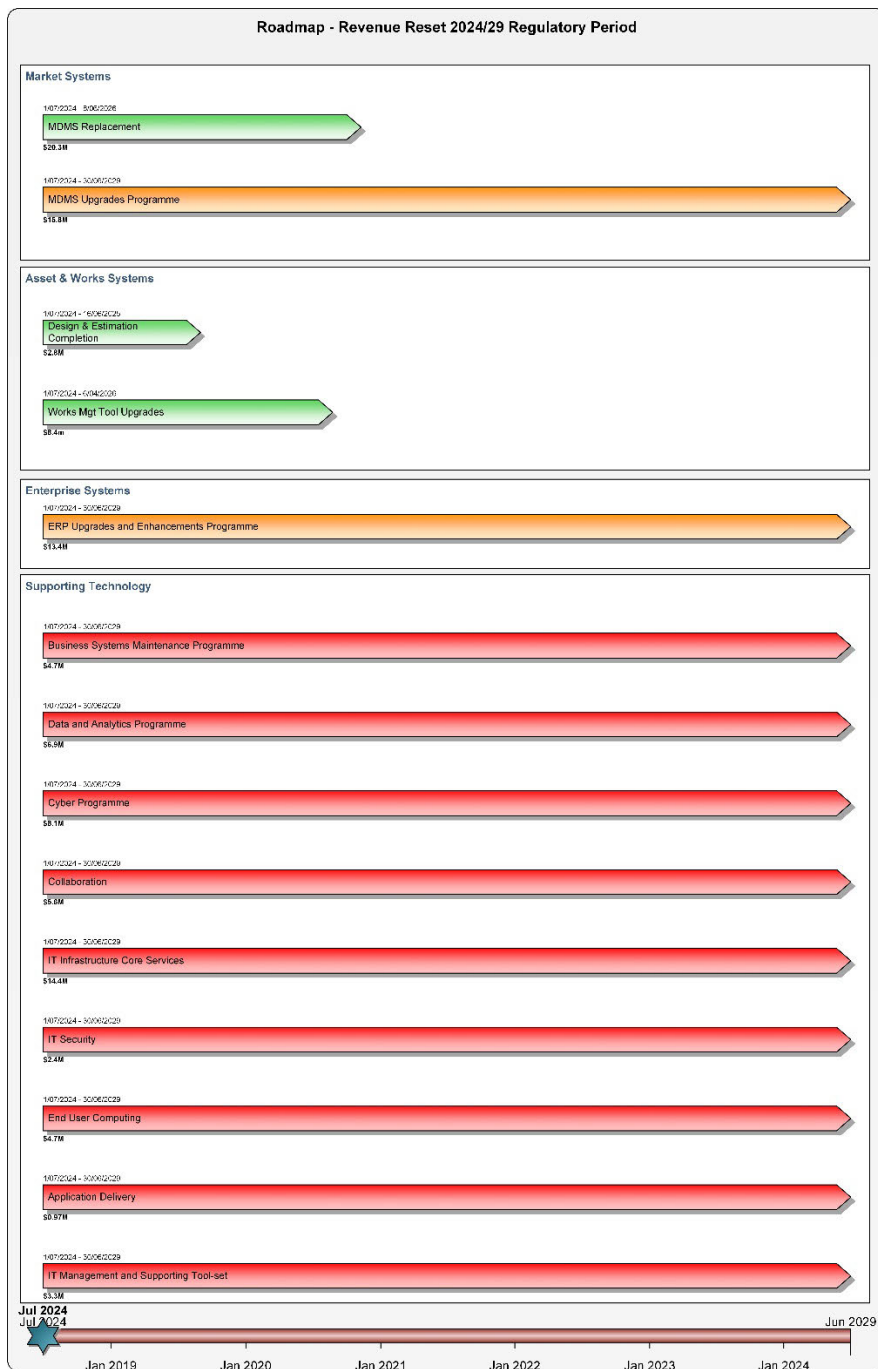 Roadmap - Revenue Reset 2024/29 Regulatory Period
Market Systems
1/07/2024 - 5/06/2026
MDMS Replacement
$20.3M
1/07/2024 - 30/06/2029
MDMS Upgrades Programme
$15.8M
Asset & Works Systems
1/07/2024 - 16/06/2025
Design & Estimation
Completion
$2.8M
1/07/2024 - 6/04/2026
Works Mgt Tool Upgrades
$8.4m
Enterprise Systems
1/07/2024 - 30/06/2029
ERP Upgrades and Enhancements Programme
$13.4M
Supporting Technology
1/07/2024 - 30/06/2029
Business Systems Maintenance Programme
$4.7M
1/07/2024 - 30/06/2029
Data and Analytics Programme
$6.9M
1/07/2024 - 30/06/2029
Cyber Programme
$8.1M
1/07/2024 - 30/06/2029
Collaboration
$5.8M
1/07/2024 - 30/06/2029
IT Infrastructure Core Services
$14.4M
1/07/2024 - 30/06/2029
IT Security
$2.4M
1/07/2024 - 30/06/2029
End User Computing
$4.7M
1/07/2024 - 30/06/2029
Application Delivery
$0.97M
1/07/2024 - 30/06/2029
IT Management and Supporting Tool-set
$3.3M
Jul 2024
Jul 2024 Jun 2029
Jan 2019 Jan 2020 Jan 2021 Jan 2022 Jan 2023 Jan 2024